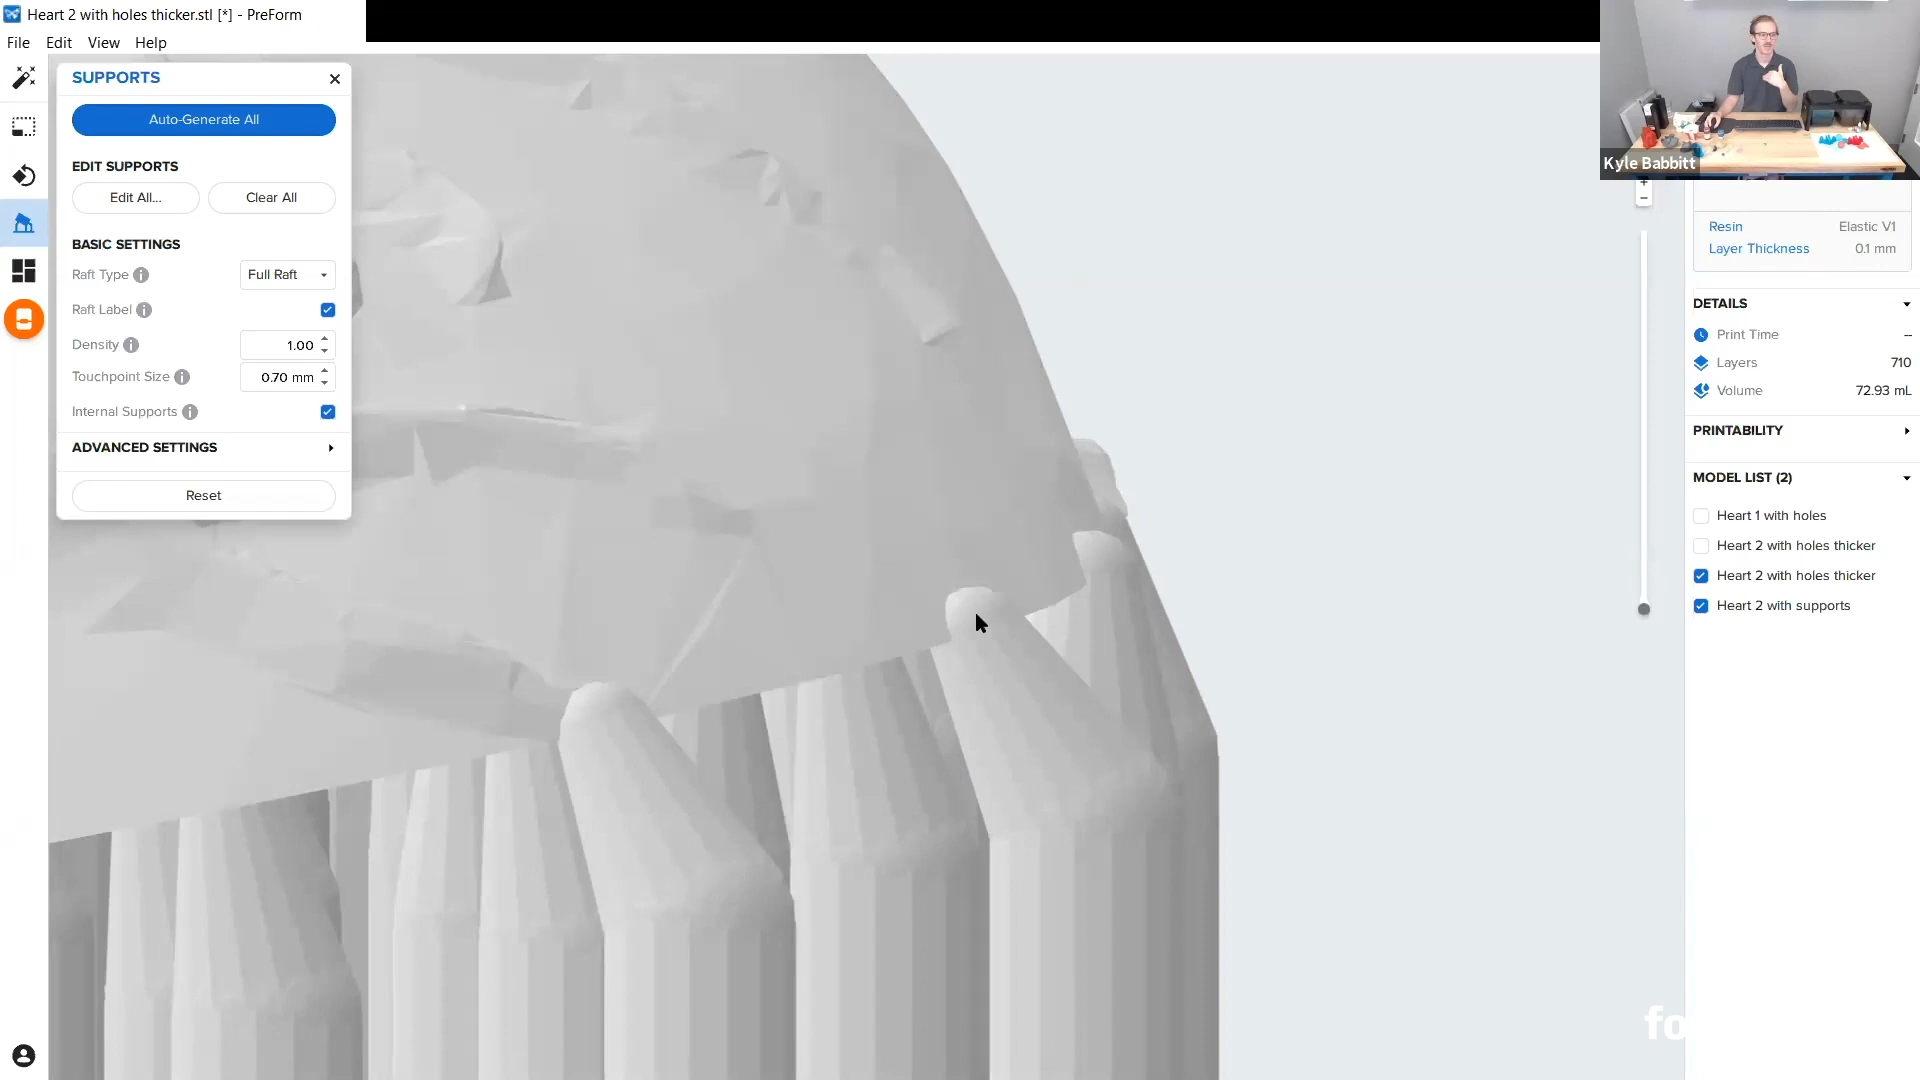 Heart 2 with holes thicker.stl [*] - PreForm
File Edit View Help
SUPPORTS
Auto-Generate All
EDIT SUPPORTS
Edit All... Clear All
BASIC SETTINGS
Raft Type Full Raft
Raft Label
Density 1.00
Touchpoint Size 0.70 mm
Internal Supports
ADVANCED SETTINGS
Reset
Kyle Babbitt
Resin Elastic V1
Layer Thickness 0.1 mm
DETAILS
Print Time --
Layers 710
Volume 72.93 mL
PRINTABILITY
MODEL LIST (2)
Heart 1 with holes
Heart 2 with holes thicker
Heart 2 with holes thicker
Heart 2 with supports
fo